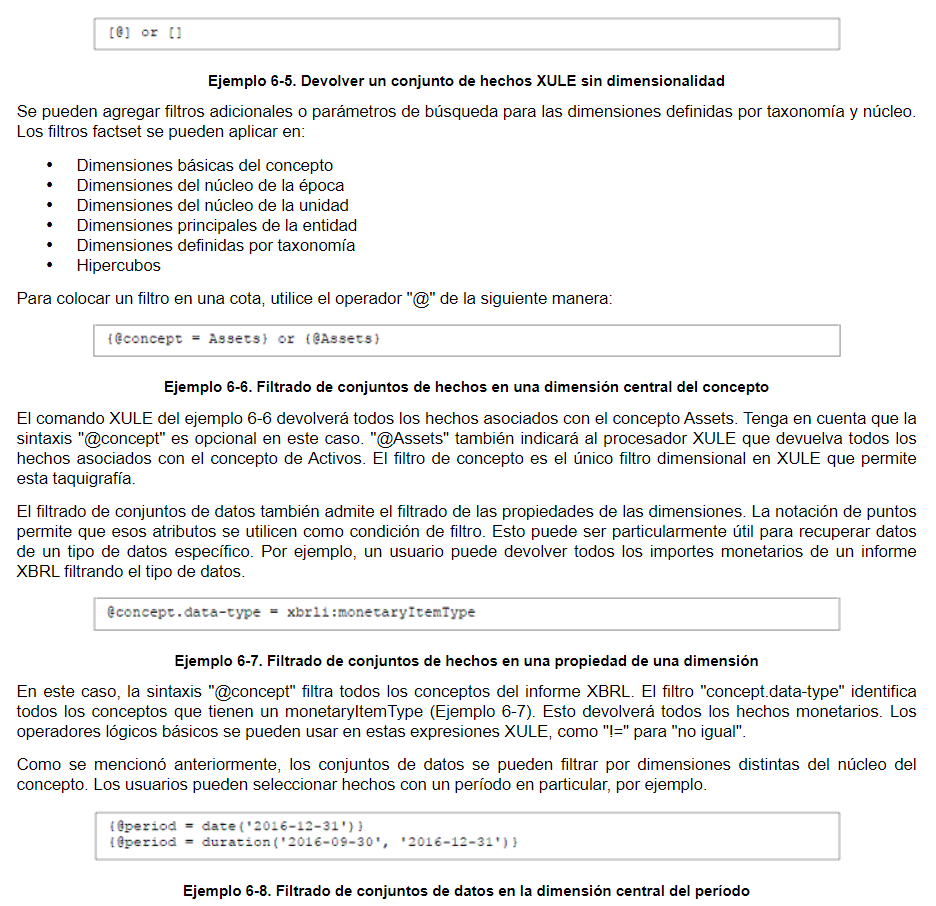 [@] or []
Ejemplo 6-5. Devolver un conjunto de hechos XULE sin dimensionalidad
Se pueden agregar filtros adicionales o parámetros de búsqueda para las dimensiones definidas por taxonomía y núcleo.
Los filtros factset se pueden aplicar en:
• Dimensiones básicas del concepto
• Dimensiones del núcleo de la época
• Dimensiones del núcleo de la unidad
• Dimensiones principales de la entidad
• Dimensiones definidas por taxonomía
• Hipercubos
Para colocar un filtro en una cota, utilice el operador "@" de la siguiente manera:
{@concept = Assets} or {@Assets}
Ejemplo 6-6. Filtrado de conjuntos de hechos en una dimensión central del concepto
El comando XULE del ejemplo 6-6 devolverá todos los hechos asociados con el concepto Assets. Tenga en cuenta que la
sintaxis "@concept" es opcional en este caso. "@Assets" también indicará al procesador XULE que devuelva todos los
hechos asociados con el concepto de Activos. El filtro de concepto es el único filtro dimensional en XULE que permite
esta taquigrafía.
El filtrado de conjuntos de datos también admite el filtrado de las propiedades de las dimensiones. La notación de puntos
permite que esos atributos se utilicen como condición de filtro. Esto puede ser particularmente útil para recuperar datos
de un tipo de datos específico. Por ejemplo, un usuario puede devolver todos los importes monetarios de un informe
XBRL filtrando el tipo de datos.
@concept.data-type = xbrli:monetaryItemType
Ejemplo 6-7. Filtrado de conjuntos de hechos en una propiedad de una dimensión
En este caso, la sintaxis "@concept" filtra todos los conceptos del informe XBRL. El filtro "concept.data-type" identifica
todos los conceptos que tienen un monetaryItemType (Ejemplo 6-7). Esto devolverá todos los hechos monetarios. Los
operadores lógicos básicos se pueden usar en estas expresiones XULE, como "!=" para "no igual".
Como se mencionó anteriormente, los conjuntos de datos se pueden filtrar por dimensiones distintas del núcleo del
concepto. Los usuarios pueden seleccionar hechos con un período en particular, por ejemplo.
{@period = date('2016-12-31')}
{@period = duration('2016-09-30', '2016-12-31')}
Ejemplo 6-8. Filtrado de conjuntos de datos en la dimensión central del período